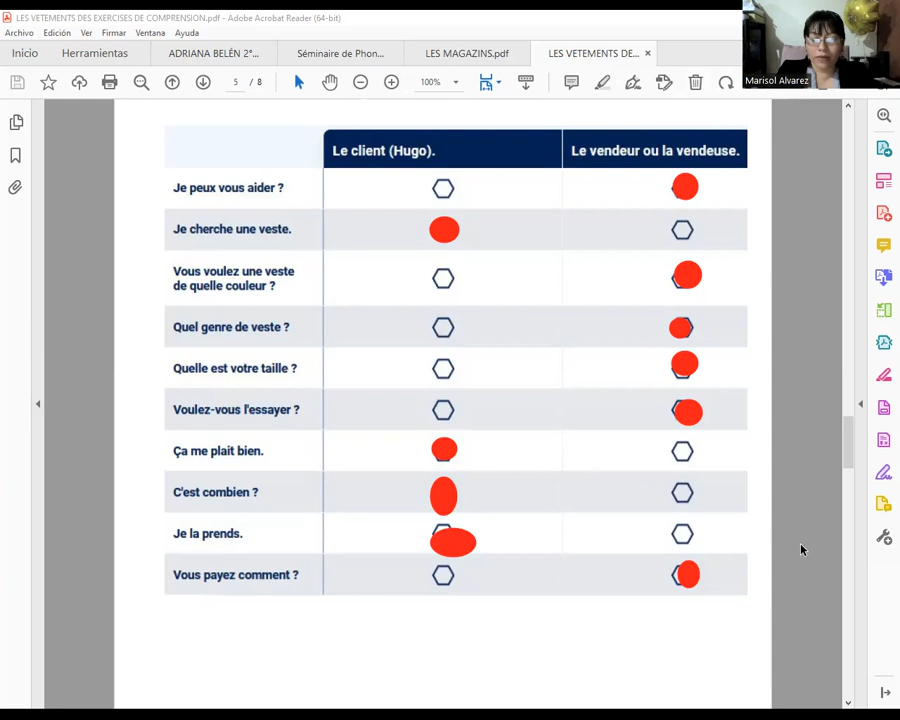 LES VETEMENTS DES EXERCISES DE COMPRENSION.pdf - Adobe Acrobat Reader (64-bit)
Archivo Edición Ver Firmar Ventana Ayuda
Inicio Herramientas ADRIANA BELÉN 2°... Séminaire de Phon... LES MAGAZINS.pdf LES VETEMENTS DE... ×
5 / 8 100%
Marisol Alvarez
Le client (Hugo). Le vendeur ou la vendeuse.
Je peux vous aider ?
Je cherche une veste.
Vous voulez une veste
de quelle couleur ?
Quel genre de veste ?
Quelle est votre taille ?
Voulez-vous l'essayer ?
Ça me plait bien.
C'est combien ?
Je la prends.
Vous payez comment ?